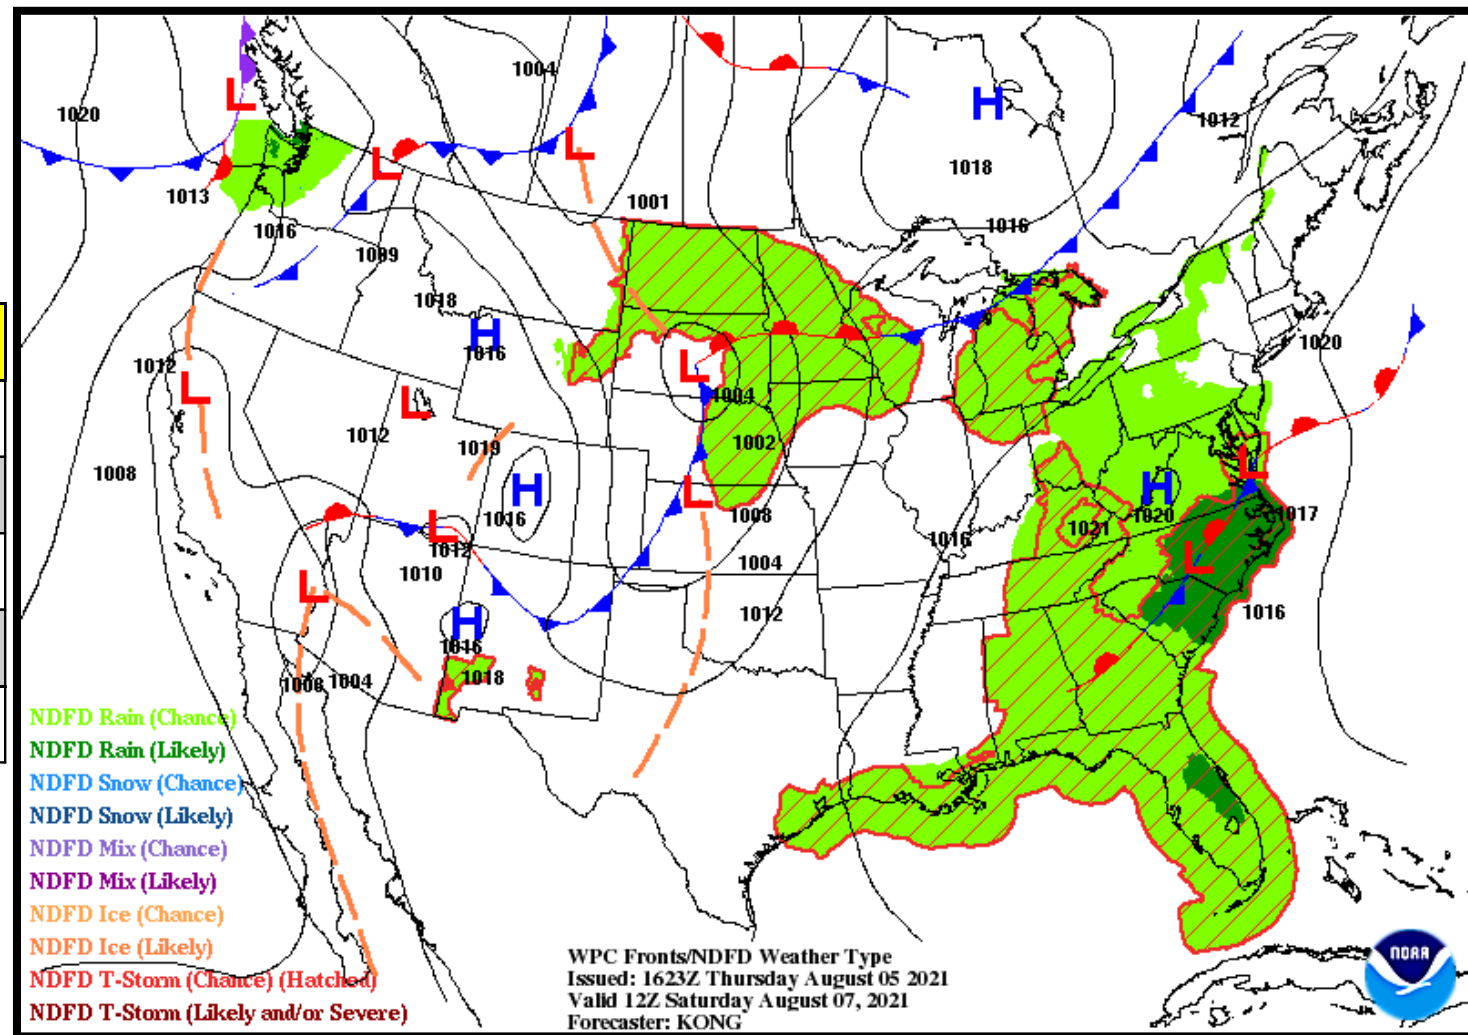 1004
1020
H
L
1012
L
L
1018
1013
1001
1016
1016
1009
1018
H
1016
1020
1012
L
L
1004
L
1012
1002
1019
1008
L
H
L
H
1016
1008
1020
1017
1021
L
1012
1016
L
1010
1004
L
1012
1016
H
1016
1018
1008
1004
NDFD Rain (Chance)
NDFD Rain (Likely)
NDFD Snow (Chance)
NDFD Snow (Likely)
NDFD Mix (Chance)
NDFD Mix (Likely)
NDFD Ice (Chance)
NDFD Ice (Likely)
NDFD T-Storm (Chance) (Hatched)
NDFD T-Storm (Likely and/or Severe)
WPC Fronts/NDFD Weather Type
Issued: 1623Z Thursday August 05 2021
Valid 12Z Saturday August 07, 2021
Forecaster: KONG
NOAA